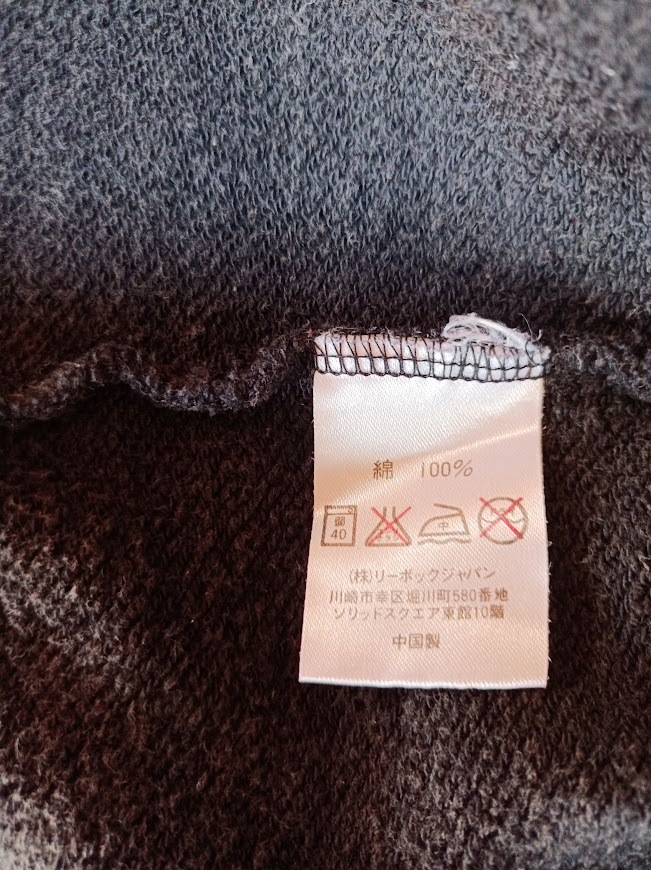 綿 100%
40 中
(株)リーボックジャパン
川崎市幸区堀川町580番地
ソリッドスクエア東館10階
中国製